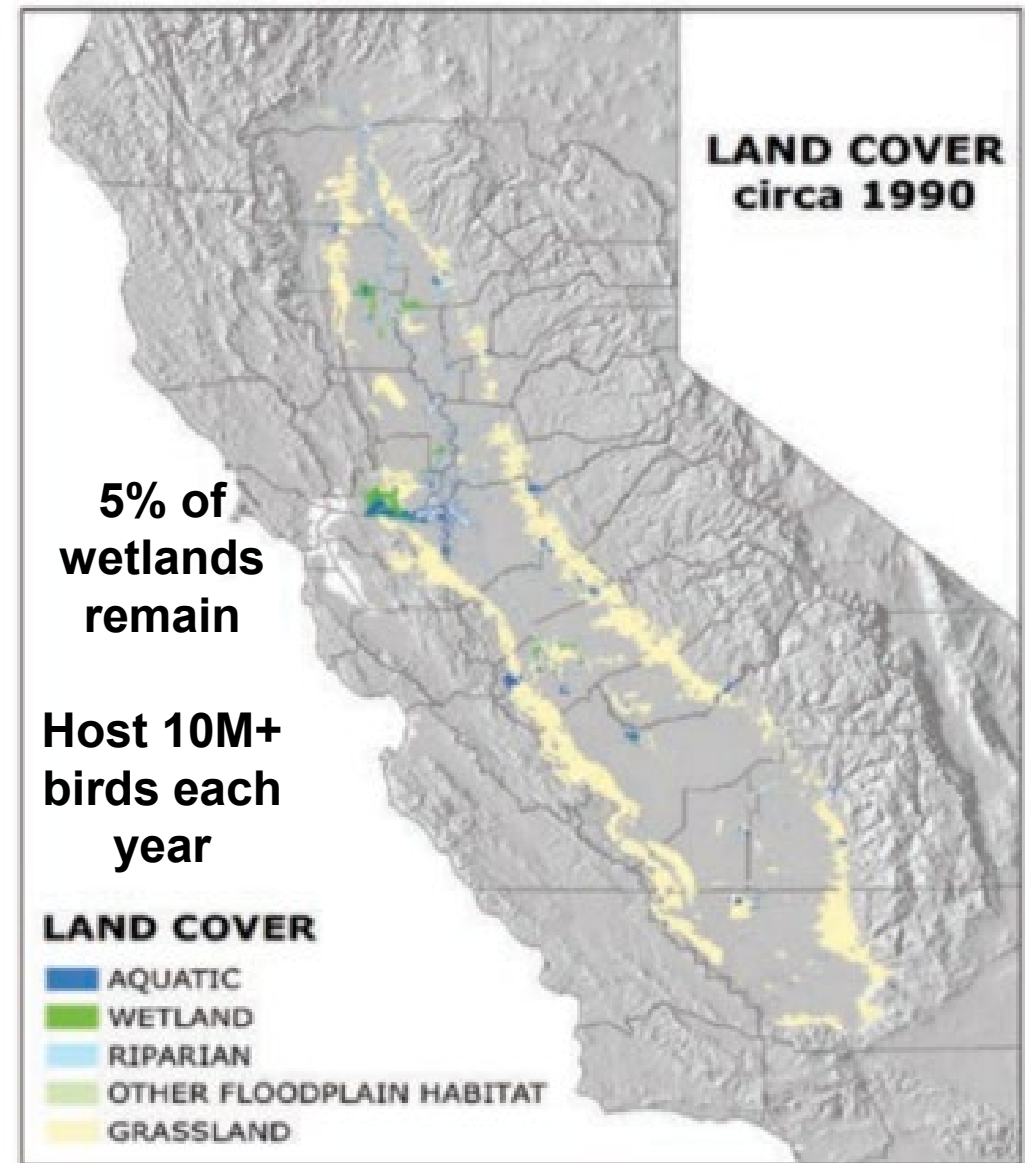 LAND COVER
circa 1990
5% of
wetlands
remain
Host 10M+
birds each
year
LAND COVER
AQUATIC
WETLAND
RIPARIAN
OTHER FLOODPLAIN HABITAT
GRASSLAND